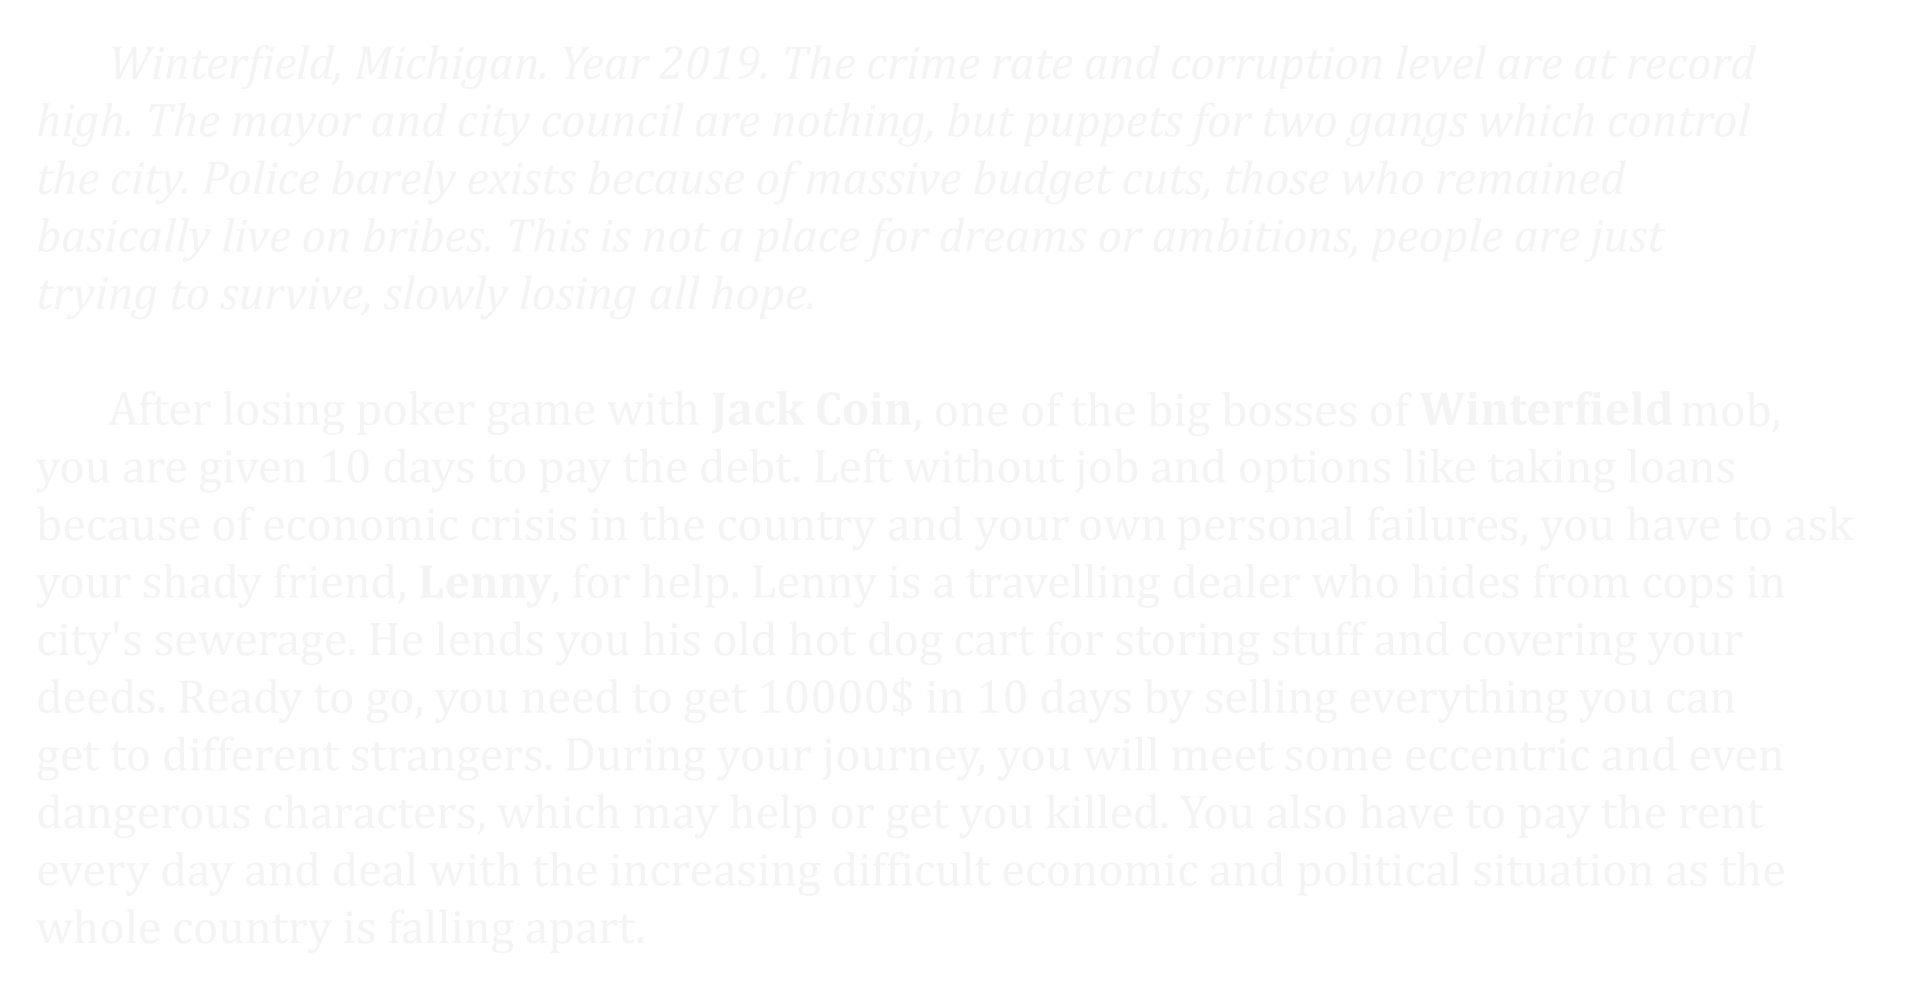 Winterfield, Michigan. Year 2019. The crime rate and corruption level are at record
high. The mayor and city council are nothing, but puppets for two gangs which control
the city. Police barely exists because of massive budget cuts, those who remained
basically live on bribes. This is not a place for dreams or ambitions, people are just
trying to survive, slowly losing all hope.
After losing poker game with Jack Coin, one of the big bosses of Winterfield mob,
you are given 10 days to pay the debt. Left without job and options like taking loans
because of economic crisis in the country and your own personal failures, you have to ask
your shady friend, Lenny, for help. Lenny is a travelling dealer who hides from cops in
city's sewerage. He lends you his old hot dog cart for storing stuff and covering your
deeds. Ready to go, you need to get 10000$ in 10 days by selling everything you can
get to different strangers. During your journey, you will meet some eccentric and even
dangerous characters, which may help or get you killed. You also have to pay the rent
every day and deal with the increasing difficult economic and political situation as the
whole country is falling apart.